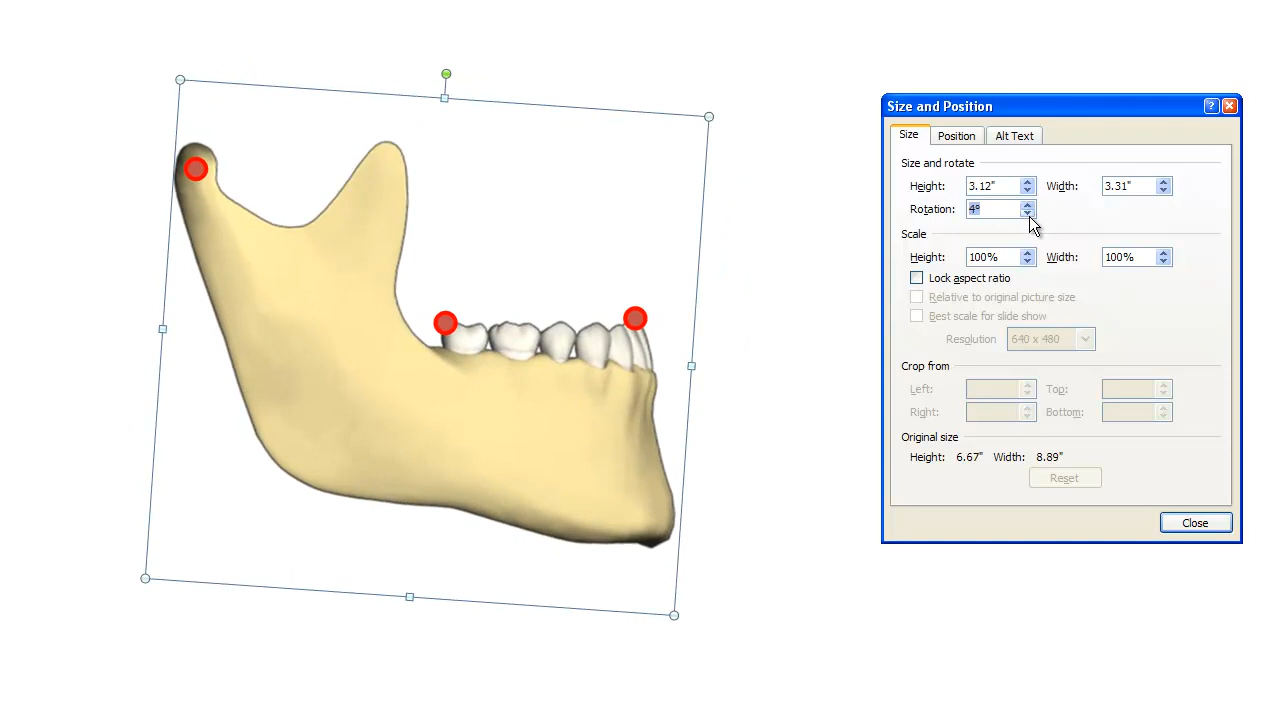 Size and Position
Size Position Alt Text
Size and rotate
Height: 3.12" Width: 3.31"
Rotation: 4°
Scale
Height: 100% Width: 100%
Lock aspect ratio
Relative to original picture size
Best scale for slide show
Resolution 640 x 480
Crop from
Left: Top:
Right: Bottom:
Original size
Height: 6.67" Width: 8.89"
Reset
Close